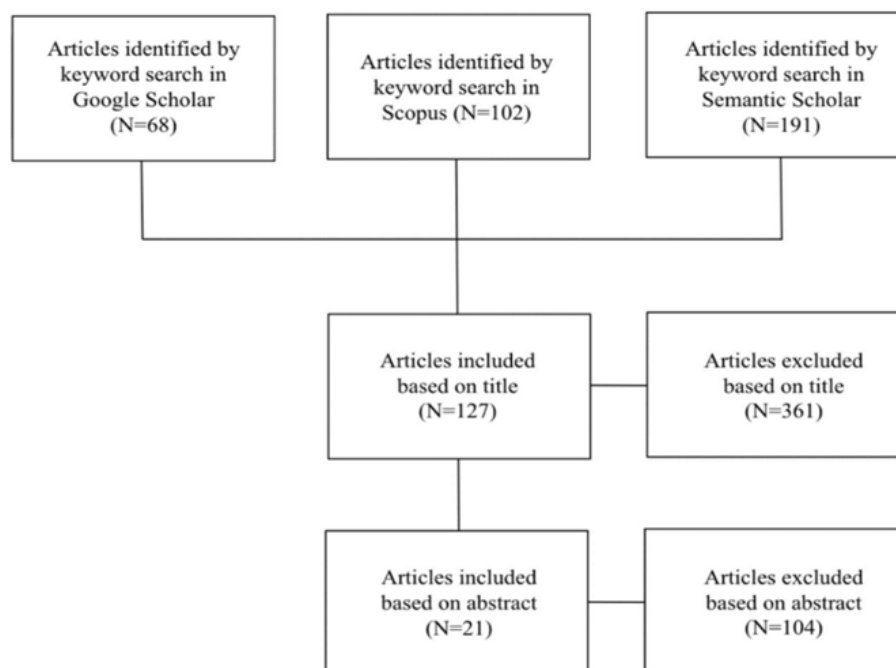 Articles identified by
keyword search in
Google Scholar
(N=68)
Articles identified by
keyword search in
Scopus (N=102)
Articles identified by
keyword search in
Semantic Scholar
(N=191)
Articles included
based on title
(N=127)
Articles excluded
based on title
(N=361)
Articles included
based on abstract
(N=21)
Articles excluded
based on abstract
(N=104)